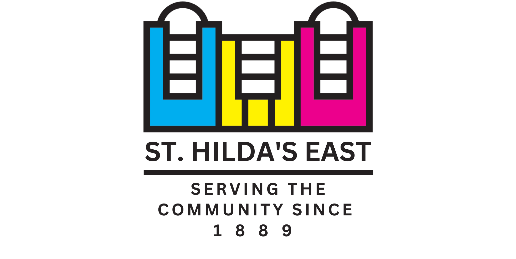 ST. HILDA'S EAST
SERVING THE
COMMUNITY SINCE
1889